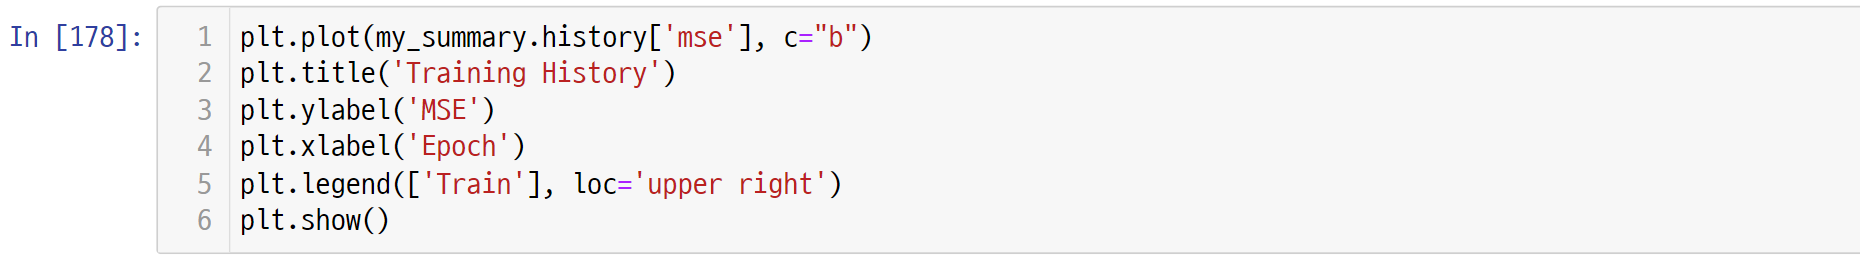 In [178]:
1 plt.plot(my_summary.history['mse'], c="b")
2 plt.title('Training History')
3 plt.ylabel('MSE')
4 plt.xlabel('Epoch')
5 plt.legend(['Train'], loc='upper right')
6 plt.show()